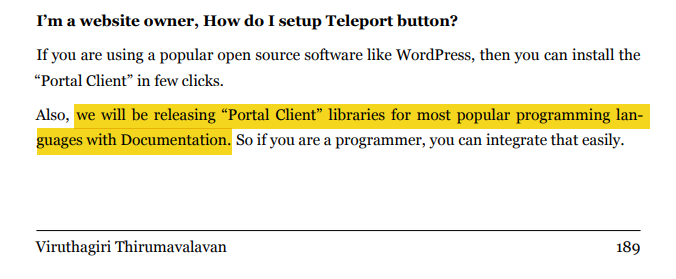 I’m a website owner, How do I setup Teleport button?
If you are using a popular open source software like WordPress, then you can install the
“Portal Client” in few clicks.
Also, we will be releasing “Portal Client” libraries for most popular programming lan-
guages with Documentation. So if you are a programmer, you can integrate that easily.
Viruthagiri Thirumavalavan 189